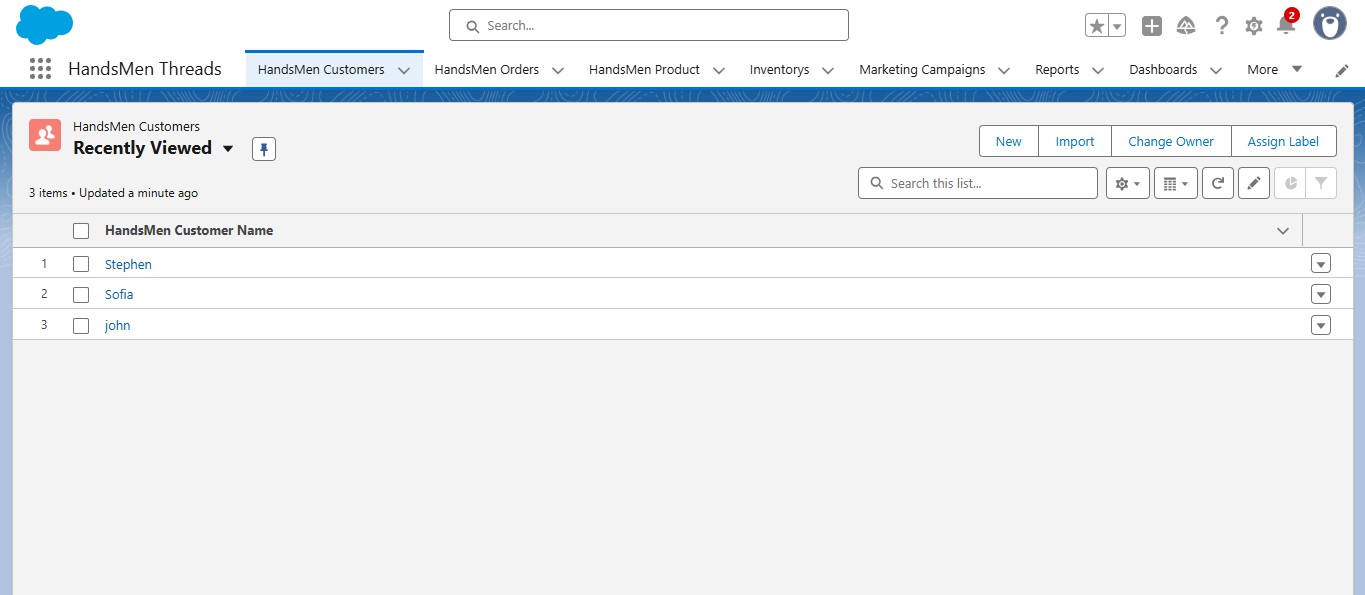 Search...
2
HandsMen Threads HandsMen Customers HandsMen Orders HandsMen Product Inventorys Marketing Campaigns Reports Dashboards More
HandsMen Customers
Recently Viewed
New Import Change Owner Assign Label
3 items • Updated a minute ago
Search this list...
HandsMen Customer Name
1 Stephen
2 Sofia
3 john